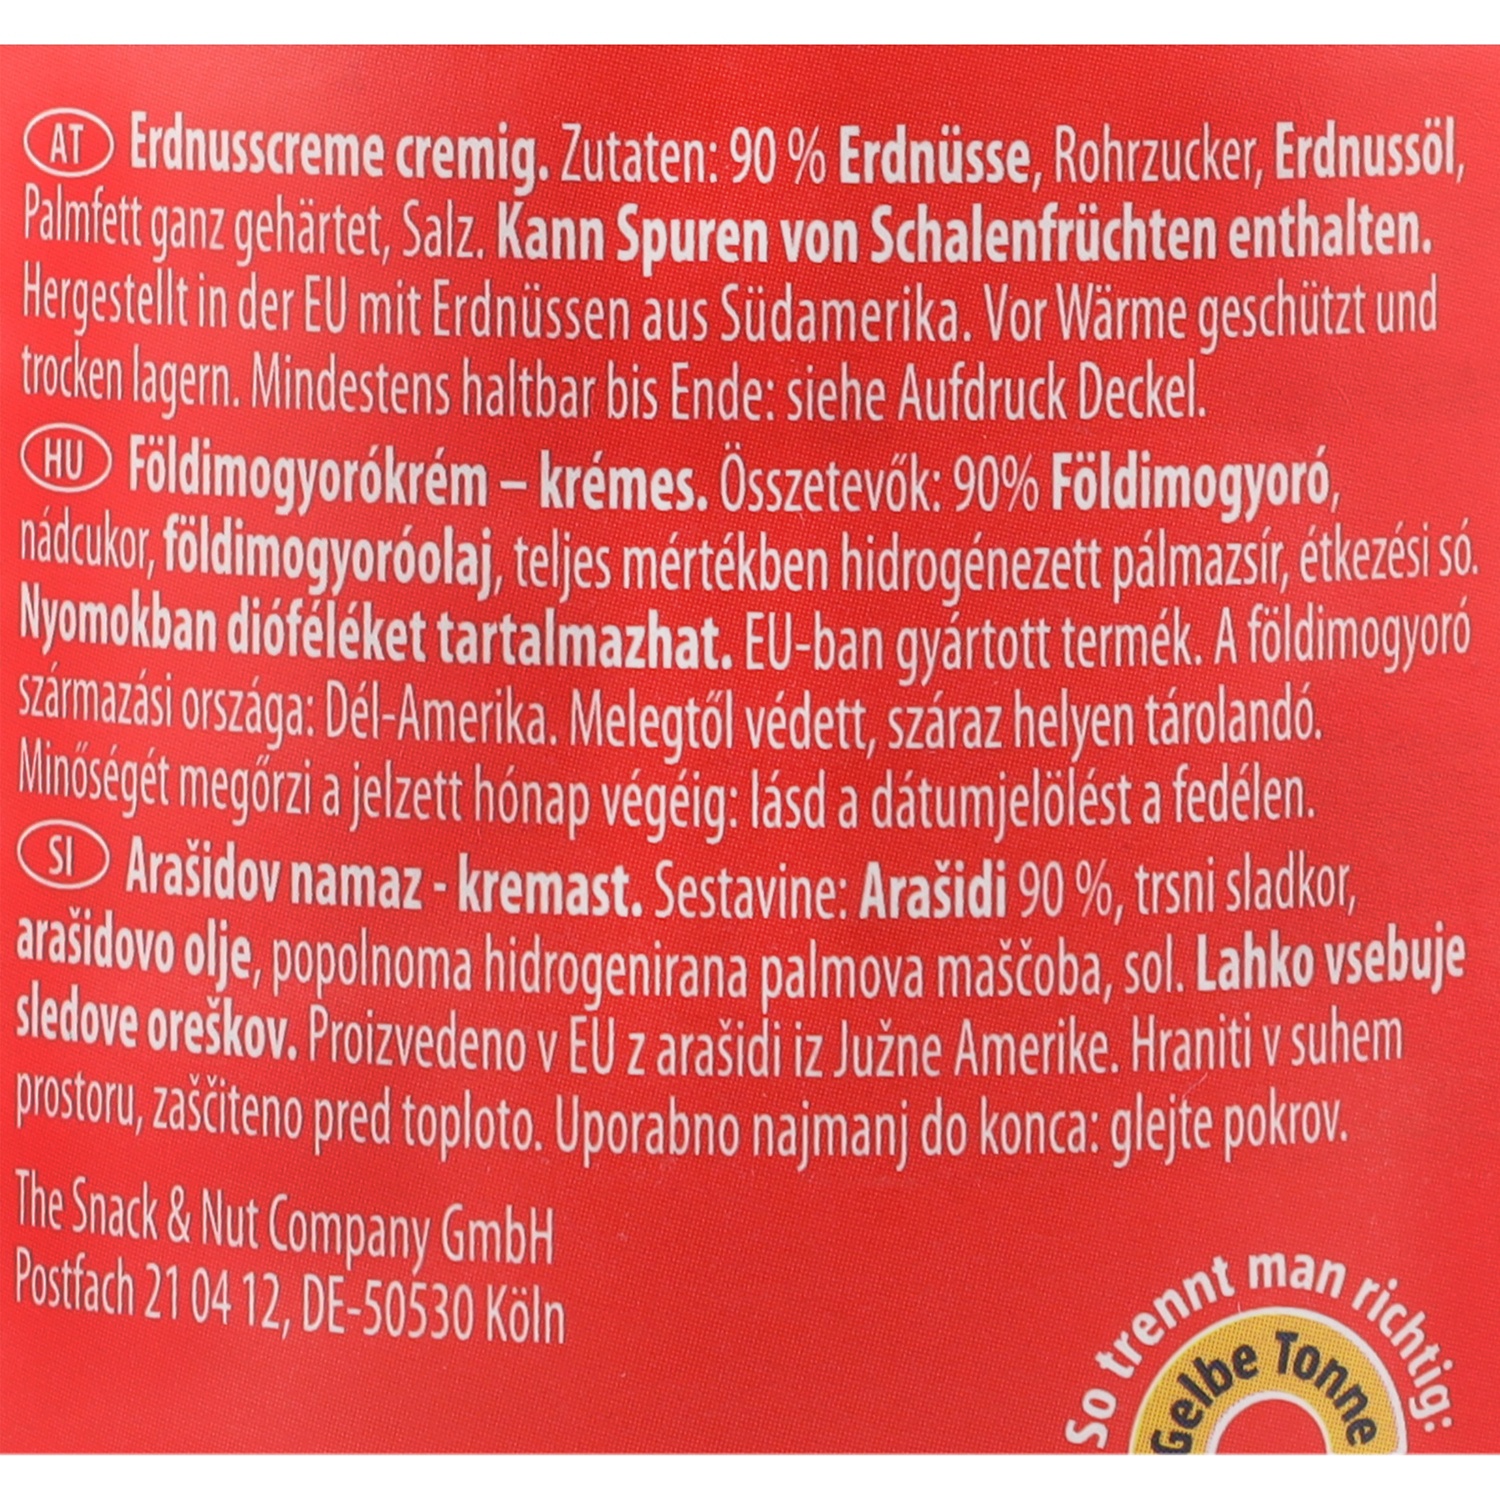 AT Erdnusscreme cremig. Zutaten: 90 % Erdnüsse, Rohrzucker, Erdnussöl,
Palmfett ganz gehärtet, Salz. Kann Spuren von Schalenfrüchten enthalten.
Hergestellt in der EU mit Erdnüssen aus Südamerika. Vor Wärme geschützt und
trocken lagern. Mindestens haltbar bis Ende: siehe Aufdruck Deckel.
HU Földimogyorókrém – krémes. Összetevők: 90% Földimogyoró,
nádcukor, földimogyoróolaj, teljes mértékben hidrogénezett pálmazsír, étkezési só.
Nyomokban dióféléket tartalmazhat. EU-ban gyártott termék. A földimogyoró
származási országa: Dél-Amerika. Melegtől védett, száraz helyen tárolandó.
Minőségét megőrzi a jelzett hónap végéig: lásd a dátumjelölést a fedélen.
SI Arašidov namaz - kremast. Sestavine: Arašidi 90 %, trsni sladkor,
arašidovo olje, popolnoma hidrogenirana palmova maščoba, sol. Lahko vsebuje
sledove oreškov. Proizvedeno v EU z arašidi iz Južne Amerike. Hraniti v suhem
prostoru, zaščiteno pred toploto. Uporabno najmanj do konca: glejte pokrov.
The Snack & Nut Company GmbH
Postfach 21 04 12, DE-50530 Köln
So trennt man richtig:
Gelbe Tonne